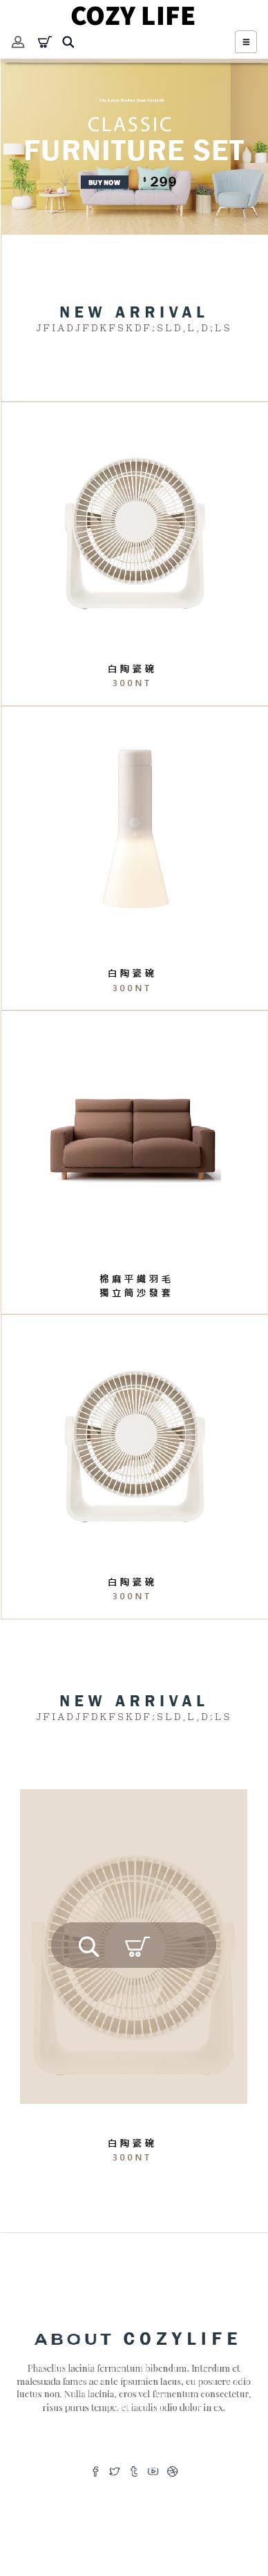 COZY LIFE
The Latest Product from CozyLife
CLASSIC
FURNITURE SET
BUY NOW
$ 299
NEW ARRIVAL
JFIADJFDKFSKDF;SLD,L,D;LS
白陶瓷碗
300NT
白陶瓷碗
300NT
棉麻平織羽毛
獨立筒沙發套
白陶瓷碗
300NT
NEW ARRIVAL
JFIADJFDKFSKDF;SLD,L,D;LS
白陶瓷碗
300NT
ABOUT COZYLIFE
Phasellus lacinia fermentum bibendum. Interdum et
malesuada fames ac ante ipsumien lacus, eu posuere odio
luctus non. Nulla lacinia, eros vel fermentum consectetur,
risus purus tempc, et iaculis odio dolor in ex.